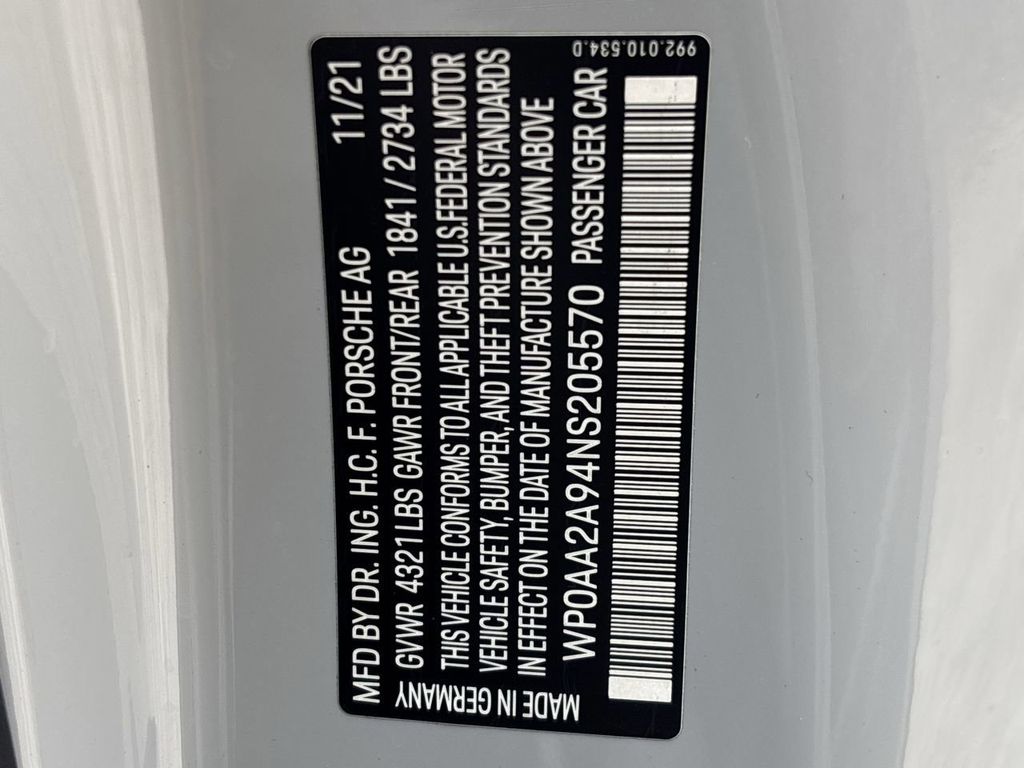 MFD BY DR. ING. H.C. F. PORSCHE AG 11/21
GVWR 4321 LBS GAWR FRONT/REAR 1841 / 2734 LBS
THIS VEHICLE CONFORMS TO ALL APPLICABLE U.S. FEDERAL MOTOR
VEHICLE SAFETY, BUMPER, AND THEFT PREVENTION STANDARDS
IN EFFECT ON THE DATE OF MANUFACTURE SHOWN ABOVE
WP0AA2A94NS205570 PASSENGER CAR
MADE IN GERMANY
992.010.534.D